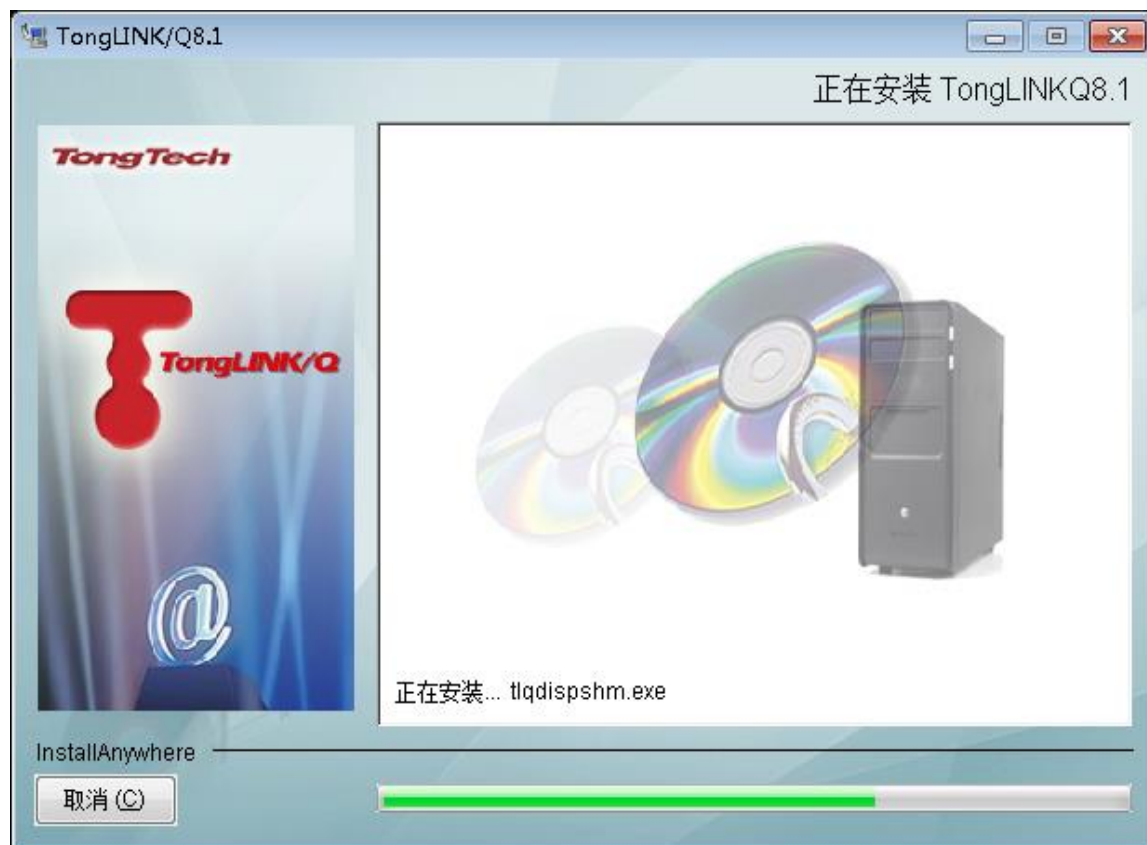 TongLINK/Q8.1
正在安装 TongLINKQ8.1
TongTech
TongLINK/Q
@
正在安装... tlqdispshm.exe
InstallAnywhere
取消(C)